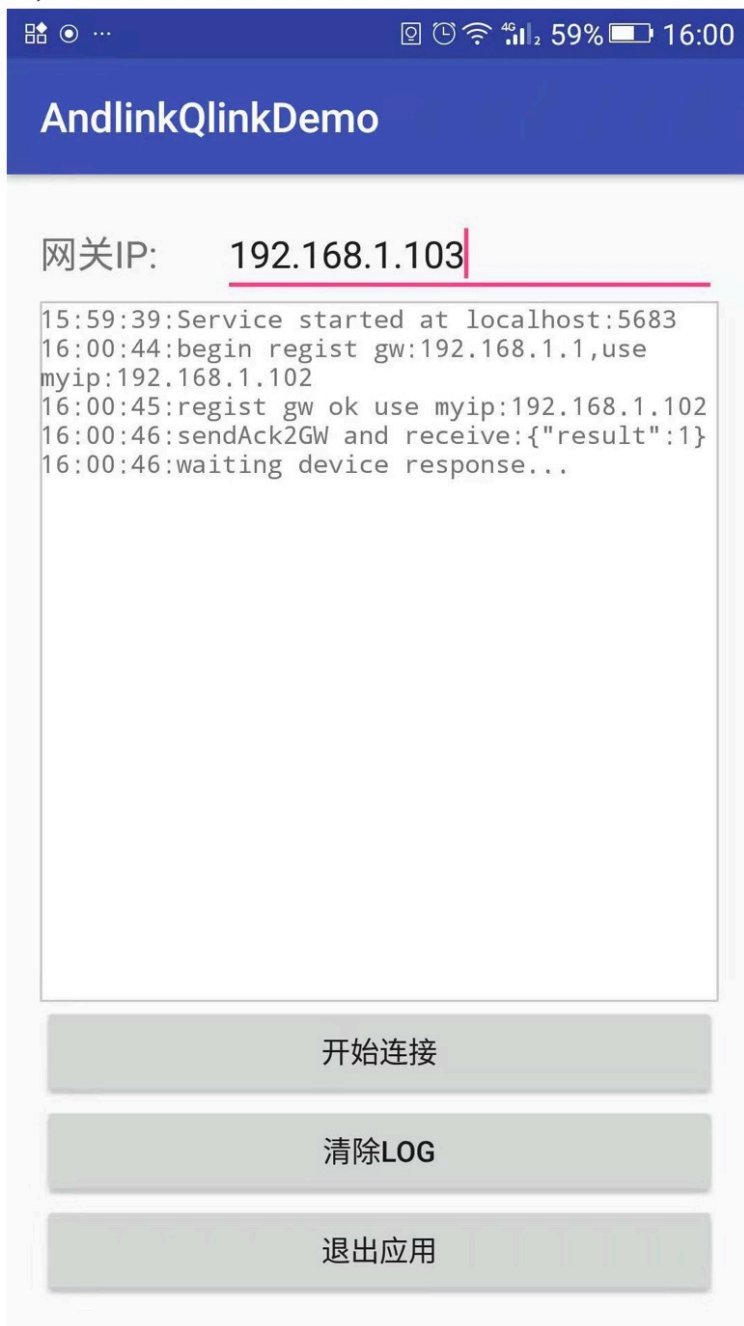 4G 2 59% 16:00
AndlinkQlinkDemo
网关IP: 192.168.1.103
15:59:39:Service started at localhost:5683
16:00:44:begin regist gw:192.168.1.1,use
myip:192.168.1.102
16:00:45:regist gw ok use myip:192.168.1.102
16:00:46:sendAck2GW and receive:{"result":1}
16:00:46:waiting device response...
开始连接
清除LOG
退出应用